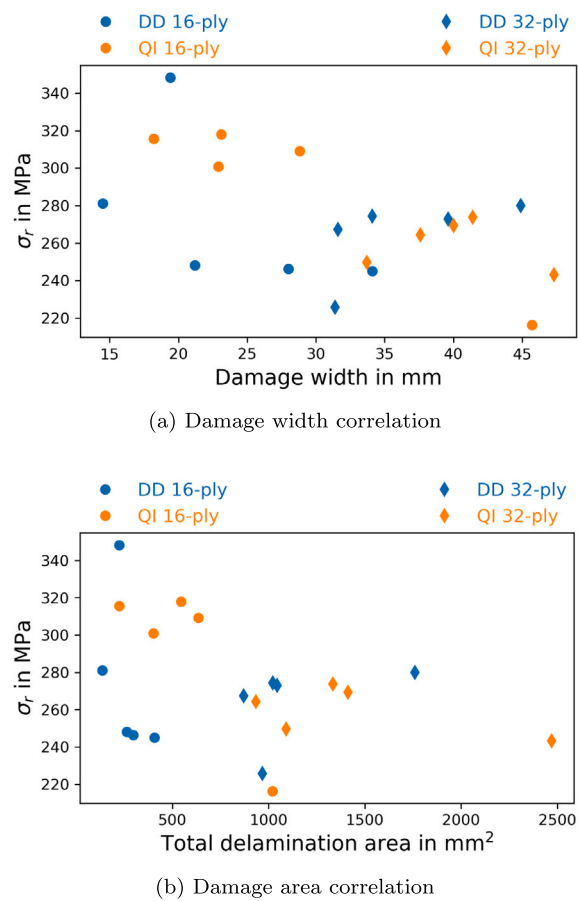 DD 16-ply DD 32-ply
QI 16-ply QI 32-ply
340
320
300
280
260
240
220
σr in MPa
15 20 25 30 35 40 45
Damage width in mm
(a) Damage width correlation
DD 16-ply DD 32-ply
QI 16-ply QI 32-ply
340
320
300
280
260
240
220
σr in MPa
500 1000 1500 2000 2500
Total delamination area in mm²
(b) Damage area correlation